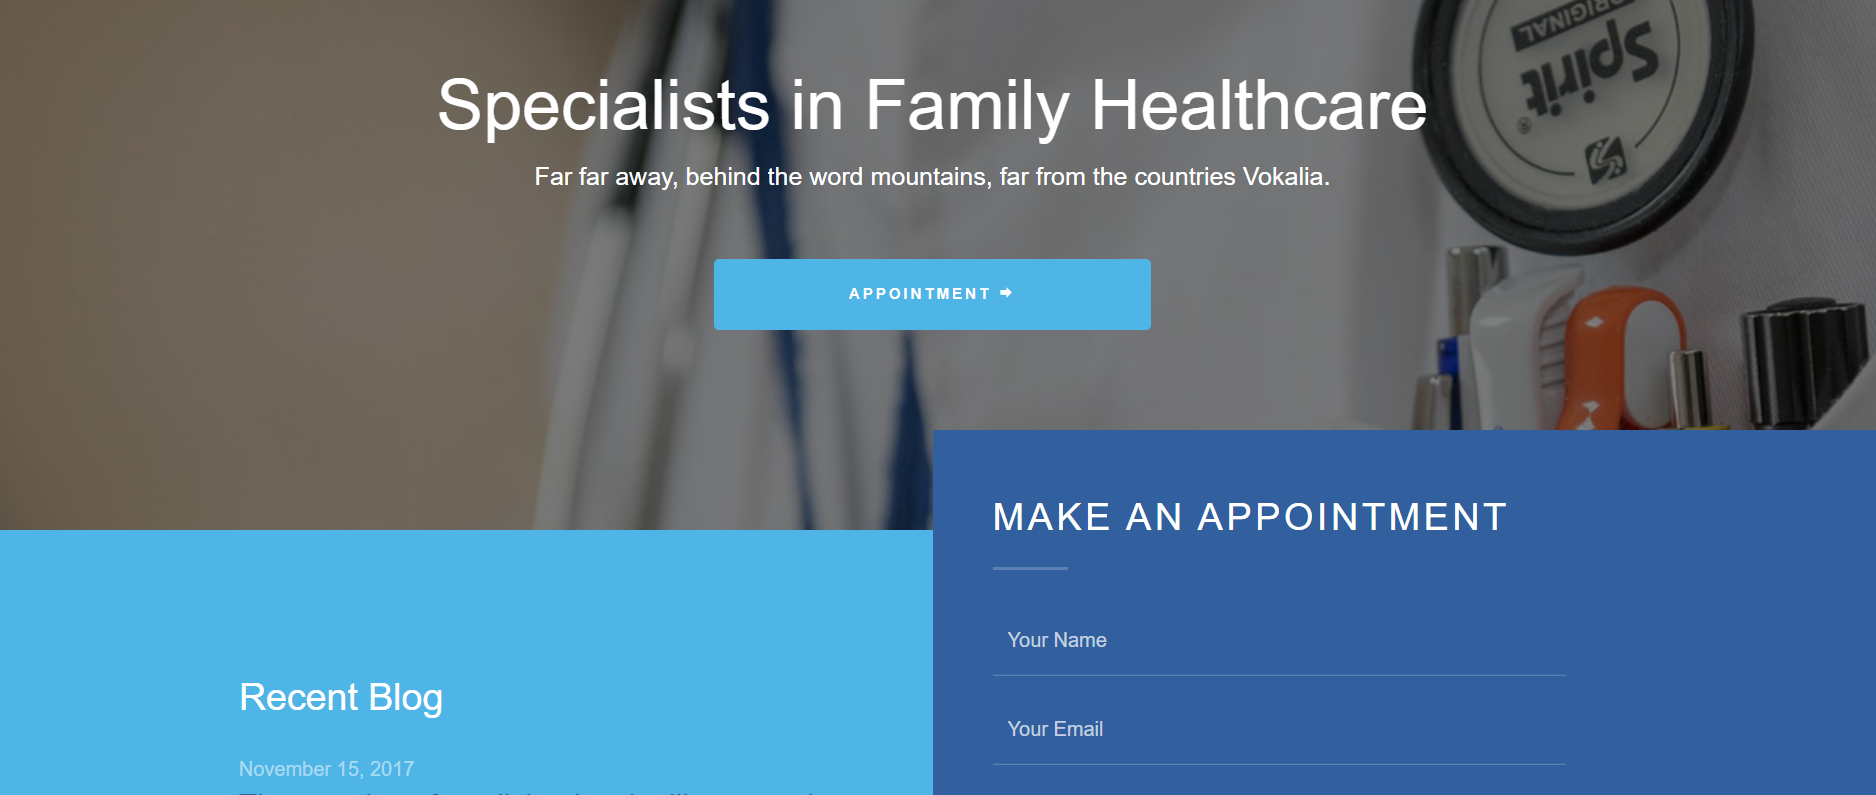 Specialists in Family Healthcare
Far far away, behind the word mountains, far from the countries Vokalia.
APPOINTMENT
Spirit
ORIGINAL
®
MAKE AN APPOINTMENT
Your Name
Your Email
Recent Blog
November 15, 2017